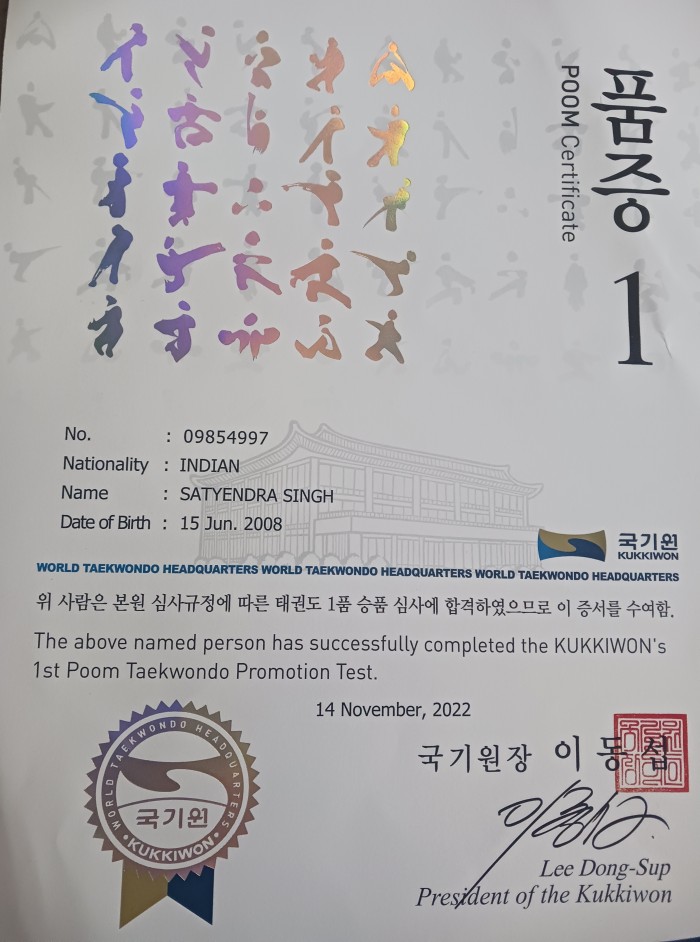 품증
POOM Certificate
1
No. : 09854997
Nationality : INDIAN
Name : SATYENDRA SINGH
Date of Birth : 15 Jun. 2008
국기원
KUKKIWON
WORLD TAEKWONDO HEADQUARTERS WORLD TAEKWONDO HEADQUARTERS WORLD TAEKWONDO HEADQUARTERS
위 사람은 본원 심사규정에 따른 태권도 1품 승품 심사에 합격하였으므로 이 증서를 수여함.
The above named person has successfully completed the KUKKIWON's
1st Poom Taekwondo Promotion Test.
14 November, 2022
국기원장 이동섭
Lee Dong-Sup
President of the Kukkiwon
WORLD TAEKWONDO HEADQUARTERS
국기원
KUKKIWON